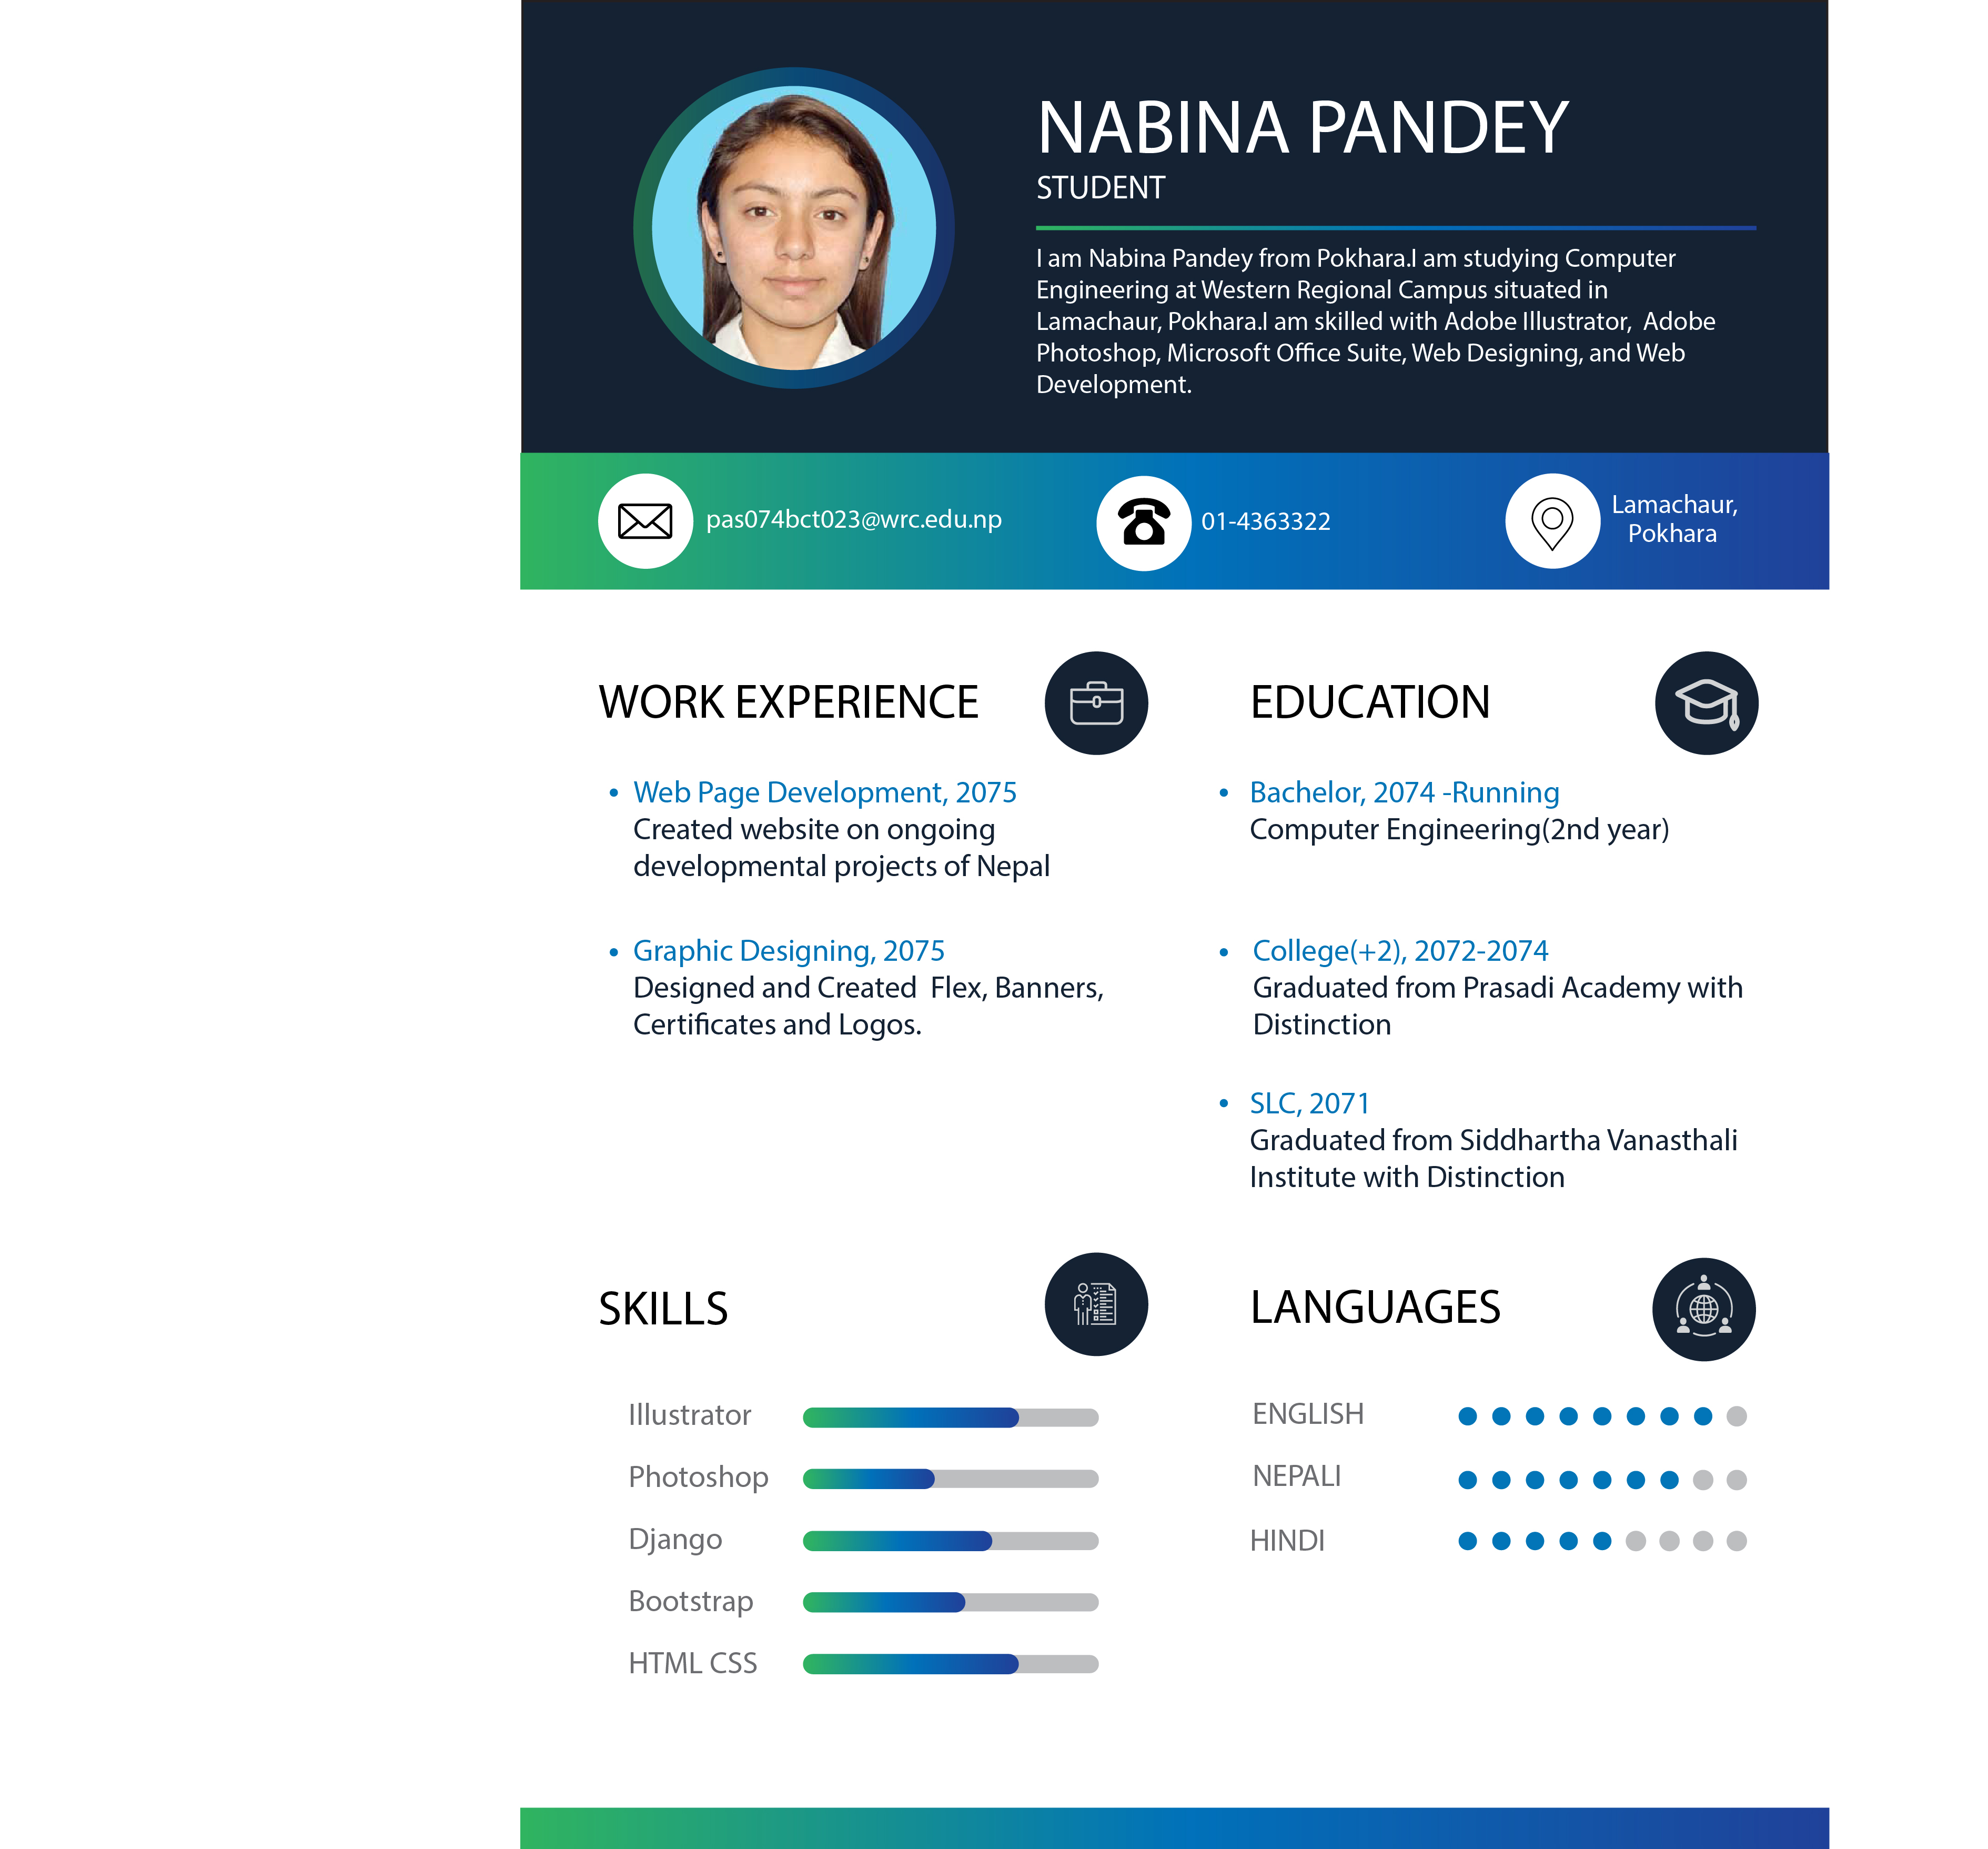 NABINA PANDEY
STUDENT
I am Nabina Pandey from Pokhara.I am studying Computer
Engineering at Western Regional Campus situated in
Lamachaur, Pokhara.I am skilled with Adobe Illustrator,  Adobe
Photoshop, Microsoft Office Suite, Web Designing, and Web
Development.
pas074bct023@wrc.edu.np
01-4363322
Lamachaur,
Pokhara
WORK EXPERIENCE
• Web Page Development, 2075
Created website on ongoing
developmental projects of Nepal
• Graphic Designing, 2075
Designed and Created  Flex, Banners,
Certificates and Logos.
EDUCATION
• Bachelor, 2074 -Running
Computer Engineering(2nd year)
• College(+2), 2072-2074
Graduated from Prasadi Academy with
Distinction
• SLC, 2071
Graduated from Siddhartha Vanasthali
Institute with Distinction
SKILLS
Illustrator
Photoshop
Django
Bootstrap
HTML CSS
LANGUAGES
ENGLISH
NEPALI
HINDI